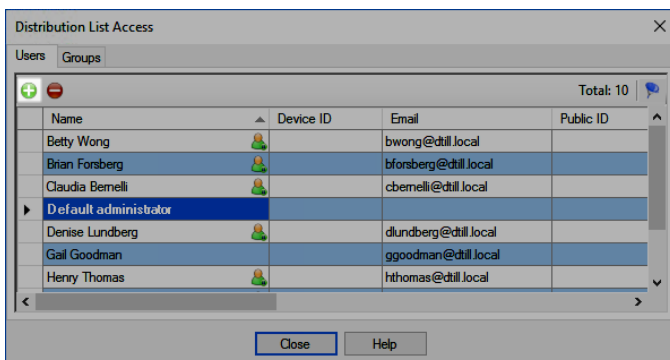 Distribution List Access
Users Groups
Total: 10
Name Device ID Email Public ID
Betty Wong bwong@dtill.local
Brian Forsberg bforsberg@dtill.local
Claudia Bernelli cbernelli@dtill.local
Default administrator
Denise Lundberg dlundberg@dtill.local
Gail Goodman ggoodman@dtill.local
Henry Thomas hthomas@dtill.local
Close Help